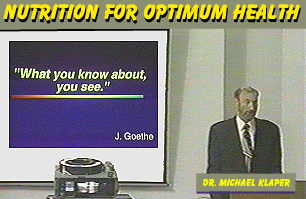 NUTRITION FOR OPTIMUM HEALTH
"What you know about,
you see."
J. Goethe
DR. MICHAEL KLAPER